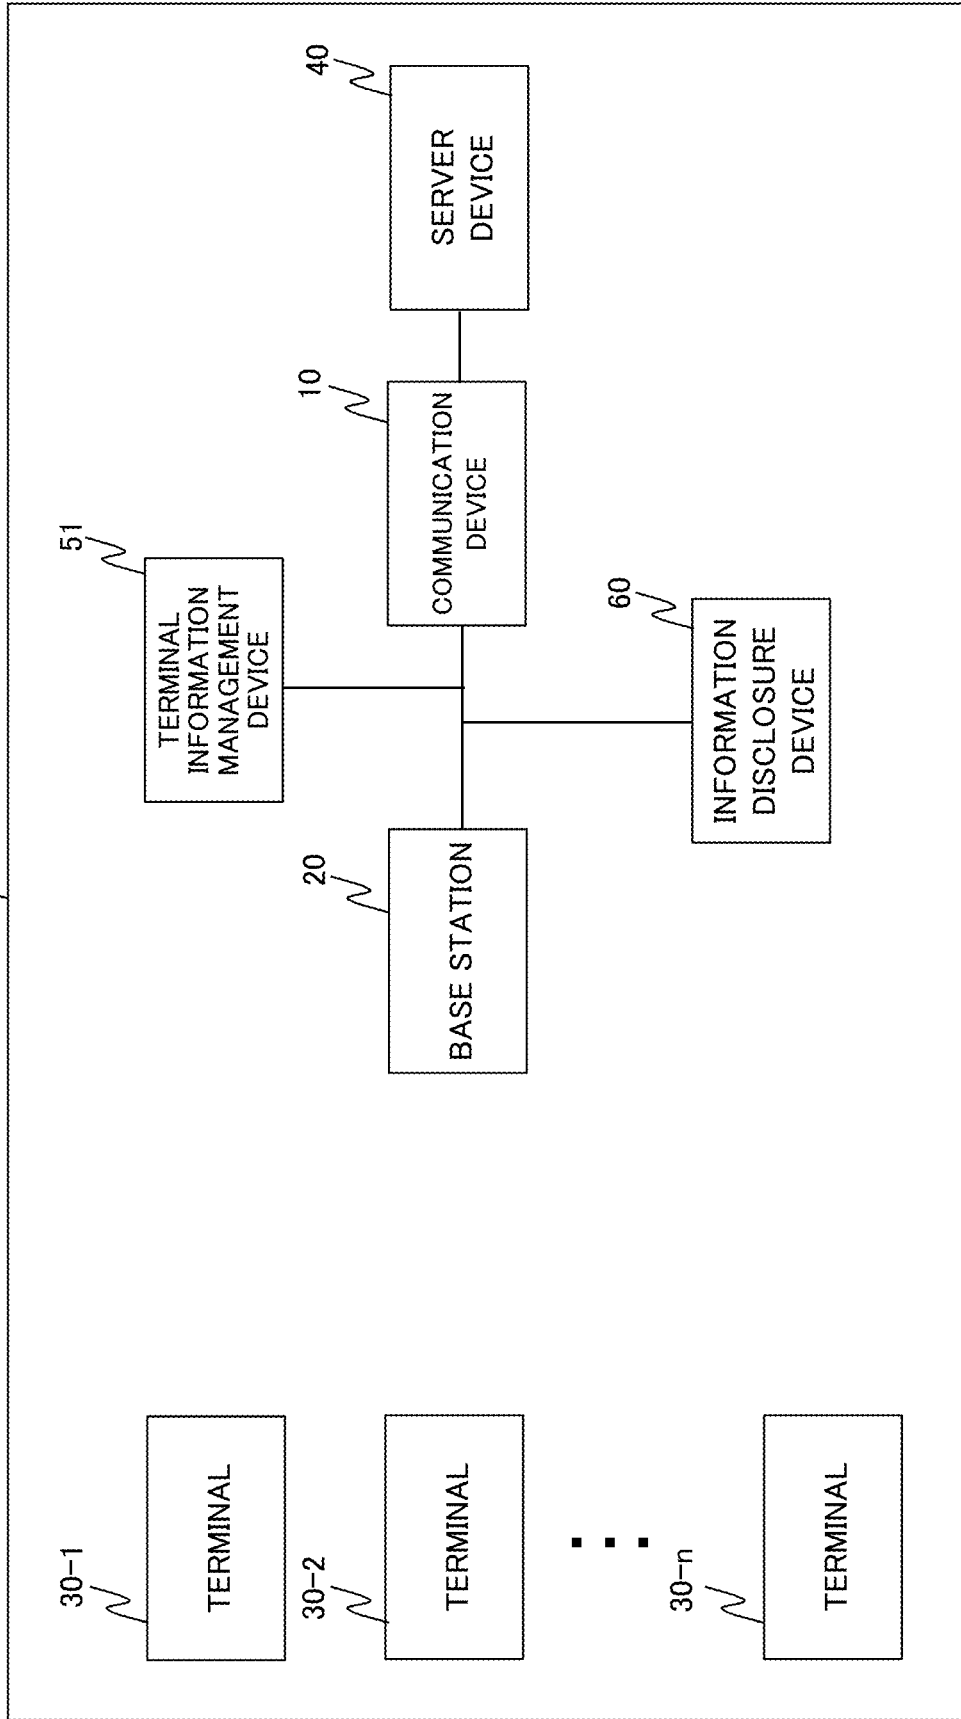 30-1
TERMINAL
30-2
TERMINAL
30-n
TERMINAL
20
BASE STATION
51
TERMINAL
INFORMATION
MANAGEMENT
DEVICE
60
INFORMATION
DISCLOSURE
DEVICE
10
COMMUNICATION
DEVICE
40
SERVER
DEVICE